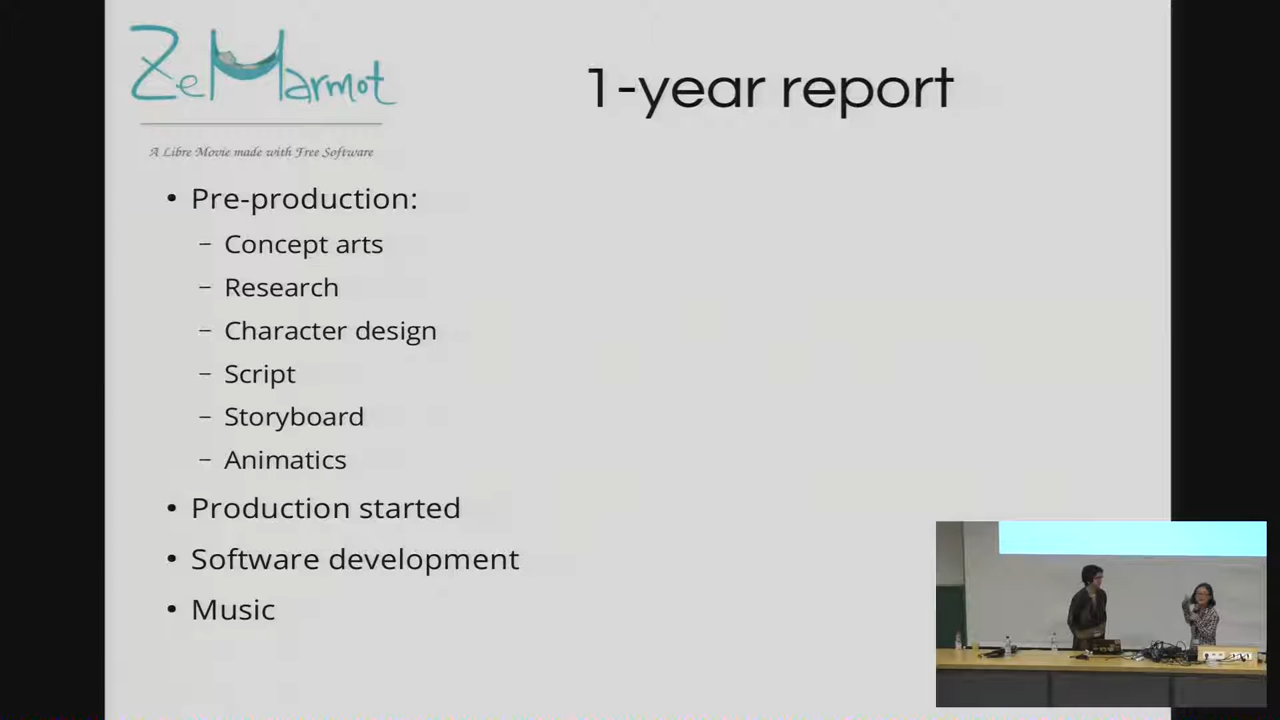 ZeMarmot
A Libre Movie made with Free Software
1-year report
• Pre-production:
– Concept arts
– Research
– Character design
– Script
– Storyboard
– Animatics
• Production started
• Software development
• Music